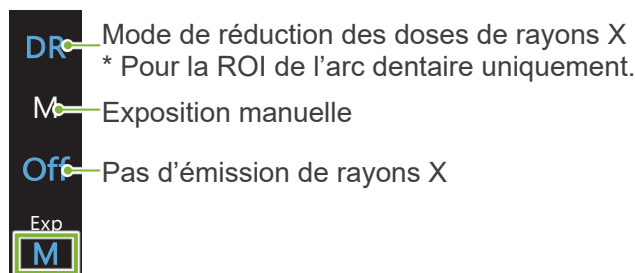 DR Mode de réduction des doses de rayons X
* Pour la ROI de l’arc dentaire uniquement.
M Exposition manuelle
Off Pas d’émission de rayons X
Exp
M